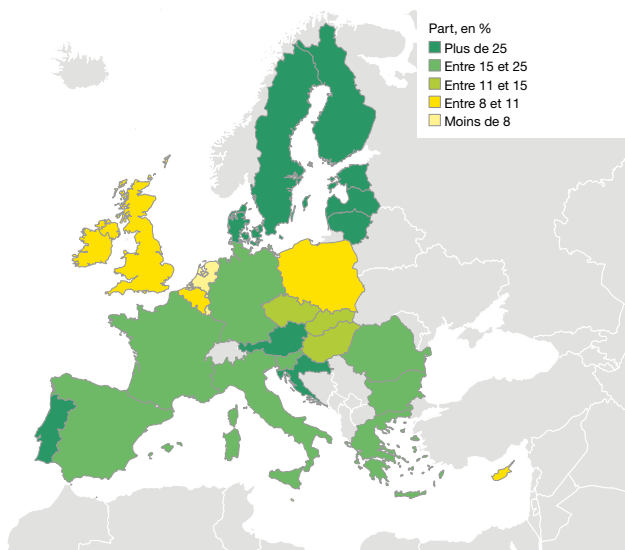 Part, en %
Plus de 25
Entre 15 et 25
Entre 11 et 15
Entre 8 et 11
Moins de 8